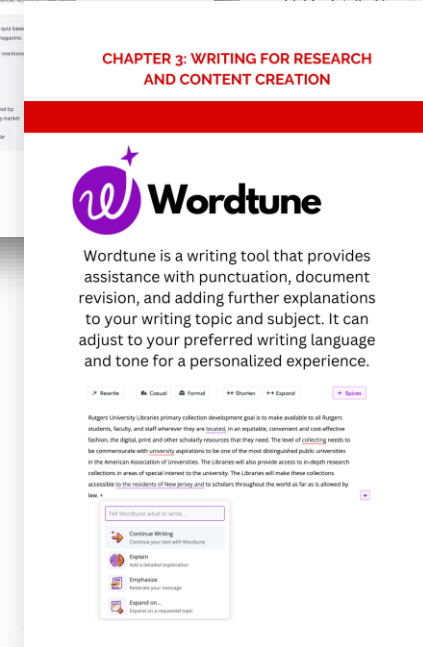 quiz base
magazine.
mentione
ed by
g market
CHAPTER 3: WRITING FOR RESEARCH
AND CONTENT CREATION
Wordtune
Wordtune is a writing tool that provides
assistance with punctuation, document
revision, and adding further explanations
to your writing topic and subject. It can
adjust to your preferred writing language
and tone for a personalized experience.
Rewrite Casual Formal Shorten Expand Spices
Rutgers University Libraries primary collection development goal is to make available to all Rutgers
students, faculty, and staff wherever they are located, in an equitable, convenient and cost-effective
fashion, the digital, print and other scholarly resources that they need. The level of collecting needs to
be commensurate with university aspirations to be one of the most distinguished public universities
in the American Association of Universities. The Libraries will also provide access to in-depth research
collections in areas of special interest to the university. The Libraries will make these collections
accessible to the residents of New Jersey and to scholars throughout the world as far as is allowed by
law. +
Tell Wordtune what to write...
Continue Writing
Continue your text with Wordtune
Explain
Add a detailed explanation
Emphasize
Reiterate your message
Expand on...
Expand on a requested topic